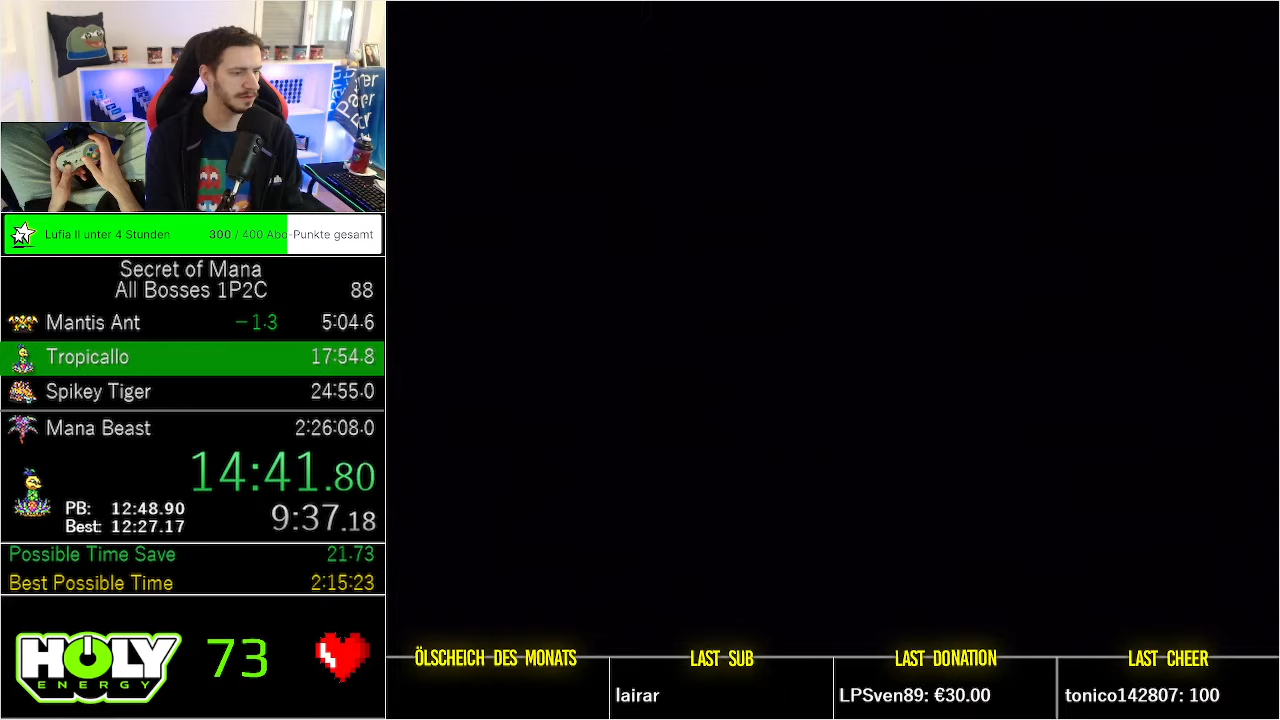 Lufia II unter 4 Stunden 300 / 400 Abo-Punkte gesamt
Secret of Mana
All Bosses 1P2C 88
Mantis Ant -1.3 5:04.6
Tropicallo 17:54.8
Spikey Tiger 24:55.0
Mana Beast 2:26:08.0
14:41.80
PB: 12:48.90
Best: 12:27.17
9:37.18
Possible Time Save 21.73
Best Possible Time 2:15:23
HOLY
ENERGY
73
ÖLSCHEICH DES MONATS
LAST SUB
lairar
LAST DONATION
LPSven89: €30.00
LAST CHEER
tonico142807: 100